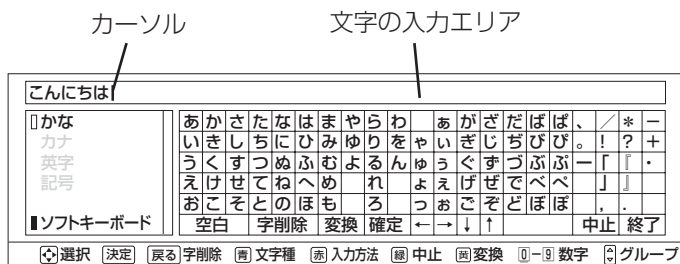 カーソル 文字の入力エリア
こんにちは
かな あ か さ た な は ま や ら わ ぁ が ざ だ ば ぱ 、 ／ ＊ －
カナ い き し ち に ひ み ゆ り を ゃ ぃ ぎ じ ぢ び ぴ 。 ！ ？ ＋
英字 う く す つ ぬ ふ む よ る ん ゅ ぅ ぐ ず づ ぶ ぷ ー 「 『 ・
記号 え け せ て ね へ め れ ょ ぇ げ ぜ で べ ぺ 」 』
お こ そ と の ほ も ろ っ ぉ ご ぞ ど ぼ ぽ ， ．
ソフトキーボード 空白 字削除 変換 確定 ← → ↓ ↑ 中止 終了
選択 決定 戻る 字削除 青 文字種 赤 入力方法 緑 中止 黄 変換 0－9 数字 グループ